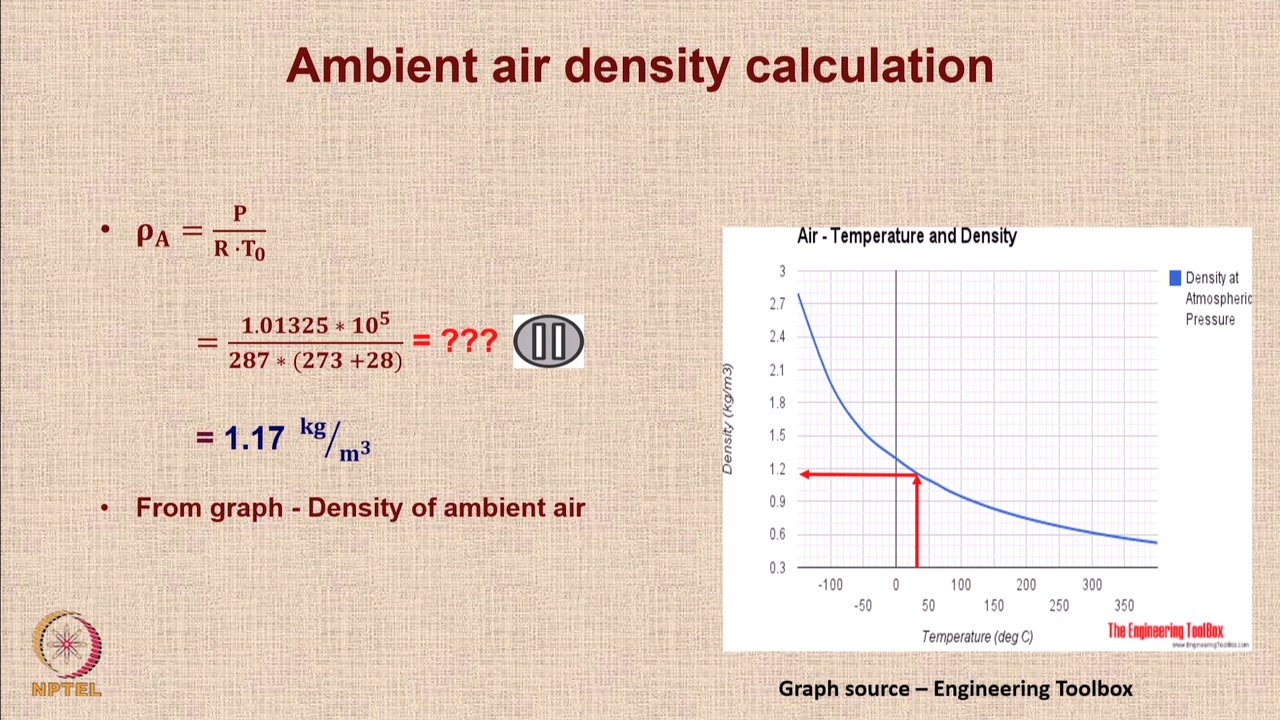 Ambient air density calculation
• ρA = P / R · T0
= 1.01325 ∗ 10^5 / 287 ∗ (273 +28) = ???
= 1.17 kg/m3
• From graph - Density of ambient air
Air - Temperature and Density
3
2.7
2.4
2.1
1.8
1.5
1.2
0.9
0.6
0.3
Density (kg/m3)
-100 0 100 200 300
-50 50 150 250 350
Temperature (deg C)
Density at
Atmospheric
Pressure
The Engineering ToolBox
www.EngineeringToolBox.com
Graph source – Engineering Toolbox
NPTEL